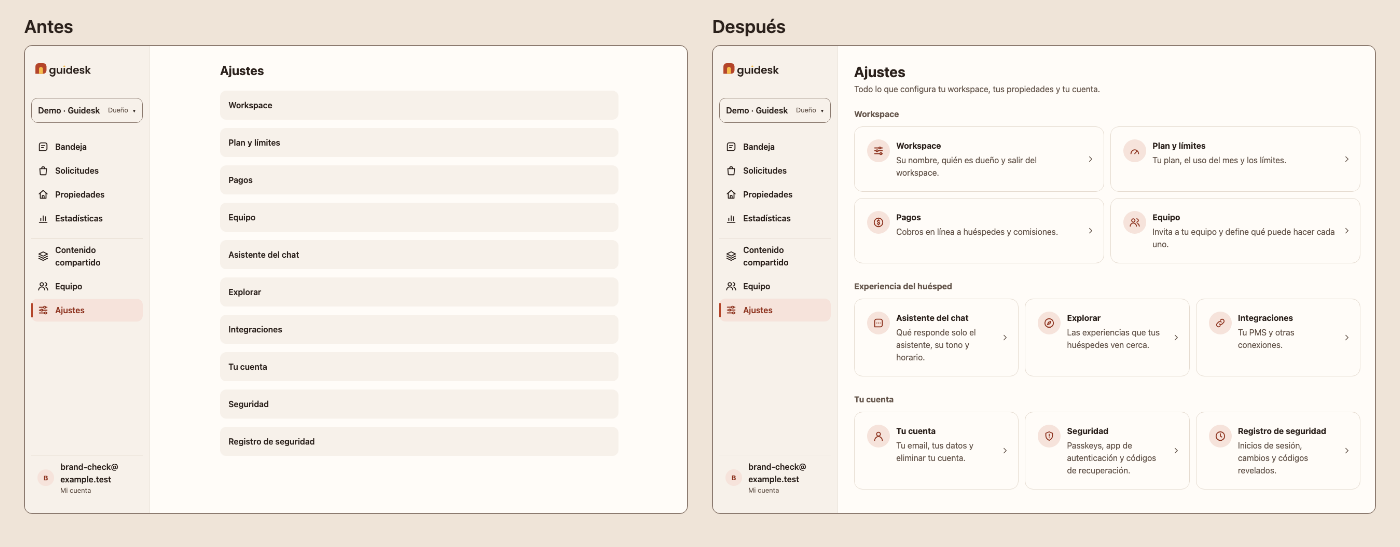 Antes
guidesk
Demo · Guidesk Dueño
Bandeja
Solicitudes
Propiedades
Estadísticas
Contenido
compartido
Equipo
Ajustes
B
brand-check@
example.test
Mi cuenta
Ajustes
Workspace
Plan y límites
Pagos
Equipo
Asistente del chat
Explorar
Integraciones
Tu cuenta
Seguridad
Registro de seguridad
Después
guidesk
Demo · Guidesk Dueño
Bandeja
Solicitudes
Propiedades
Estadísticas
Contenido
compartido
Equipo
Ajustes
B
brand-check@
example.test
Mi cuenta
Ajustes
Todo lo que configura tu workspace, tus propiedades y tu cuenta.
Workspace
Workspace
Su nombre, quién es dueño y salir del
workspace.
Plan y límites
Tu plan, el uso del mes y los límites.
Pagos
Cobros en línea a huéspedes y comisiones.
Equipo
Invita a tu equipo y define qué puede hacer cada
uno.
Experiencia del huésped
Asistente del chat
Qué responde solo el
asistente, su tono y
horario.
Explorar
Las experiencias que tus
huéspedes ven cerca.
Integraciones
Tu PMS y otras
conexiones.
Tu cuenta
Tu cuenta
Tu email, tus datos y
eliminar tu cuenta.
Seguridad
Passkeys, app de
autenticación y códigos
de recuperación.
Registro de seguridad
Inicios de sesión,
cambios y códigos
revelados.